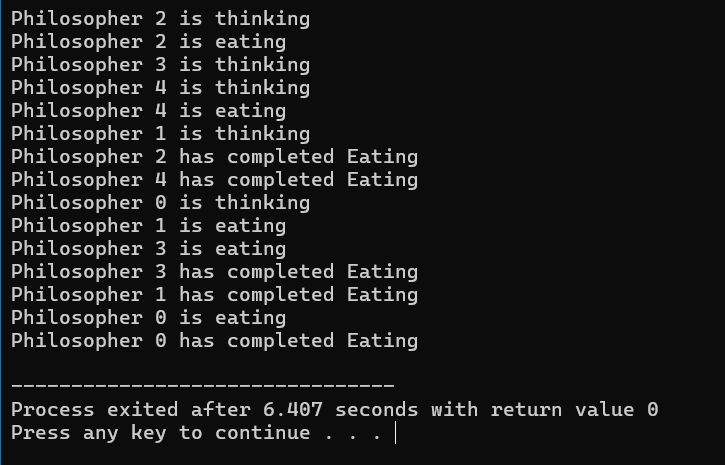 Philosopher 2 is thinking
Philosopher 2 is eating
Philosopher 3 is thinking
Philosopher 4 is thinking
Philosopher 4 is eating
Philosopher 1 is thinking
Philosopher 2 has completed Eating
Philosopher 4 has completed Eating
Philosopher 0 is thinking
Philosopher 1 is eating
Philosopher 3 is eating
Philosopher 3 has completed Eating
Philosopher 1 has completed Eating
Philosopher 0 is eating
Philosopher 0 has completed Eating
--------------------------------
Process exited after 6.407 seconds with return value 0
Press any key to continue . . .